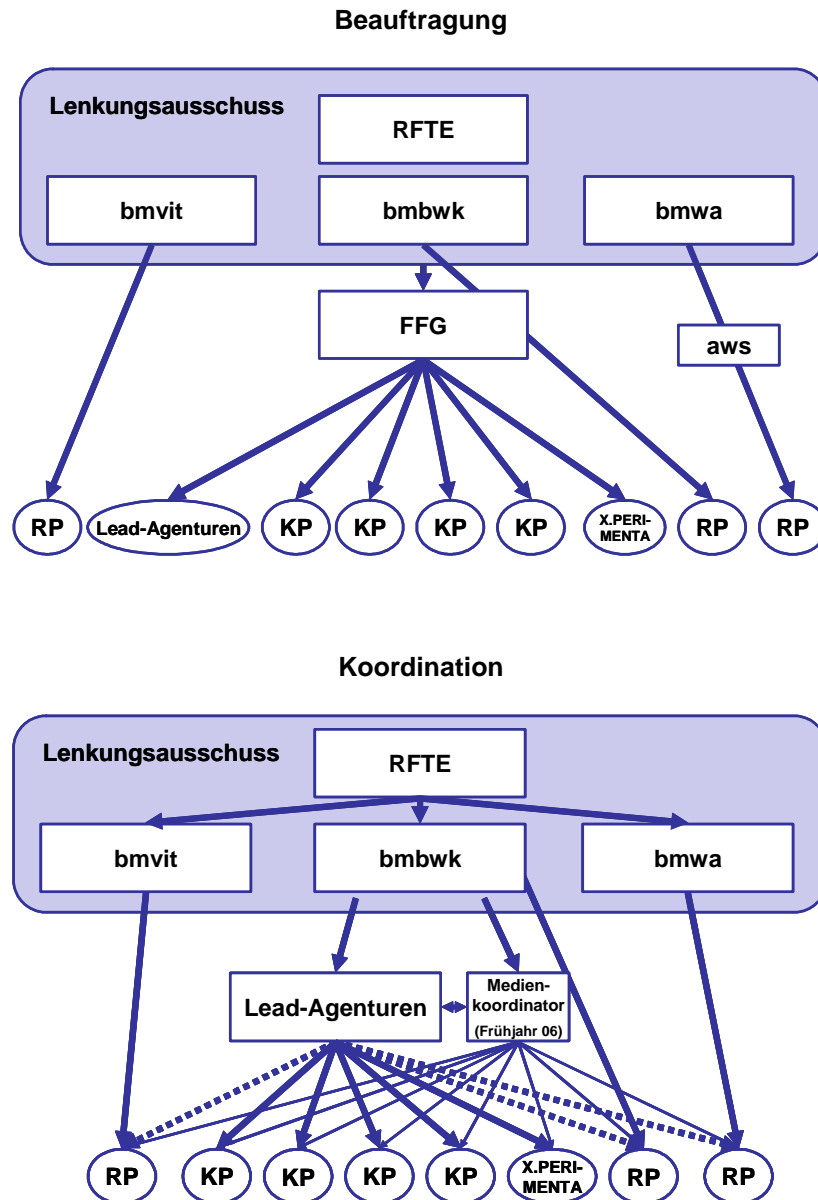 Beauftragung
Lenkungsausschuss
RFTE
bmvit
bmbwk
bmwa
FFG
aws
RP
Lead-Agenturen
KP
KP
KP
KP
X.PERI-
MENTA
RP
RP
Koordination
Lenkungsausschuss
RFTE
bmvit
bmbwk
bmwa
Lead-Agenturen
Medien-
koordinator
(Frühjahr 06)
RP
KP
KP
KP
KP
X.PERI-
MENTA
RP
RP